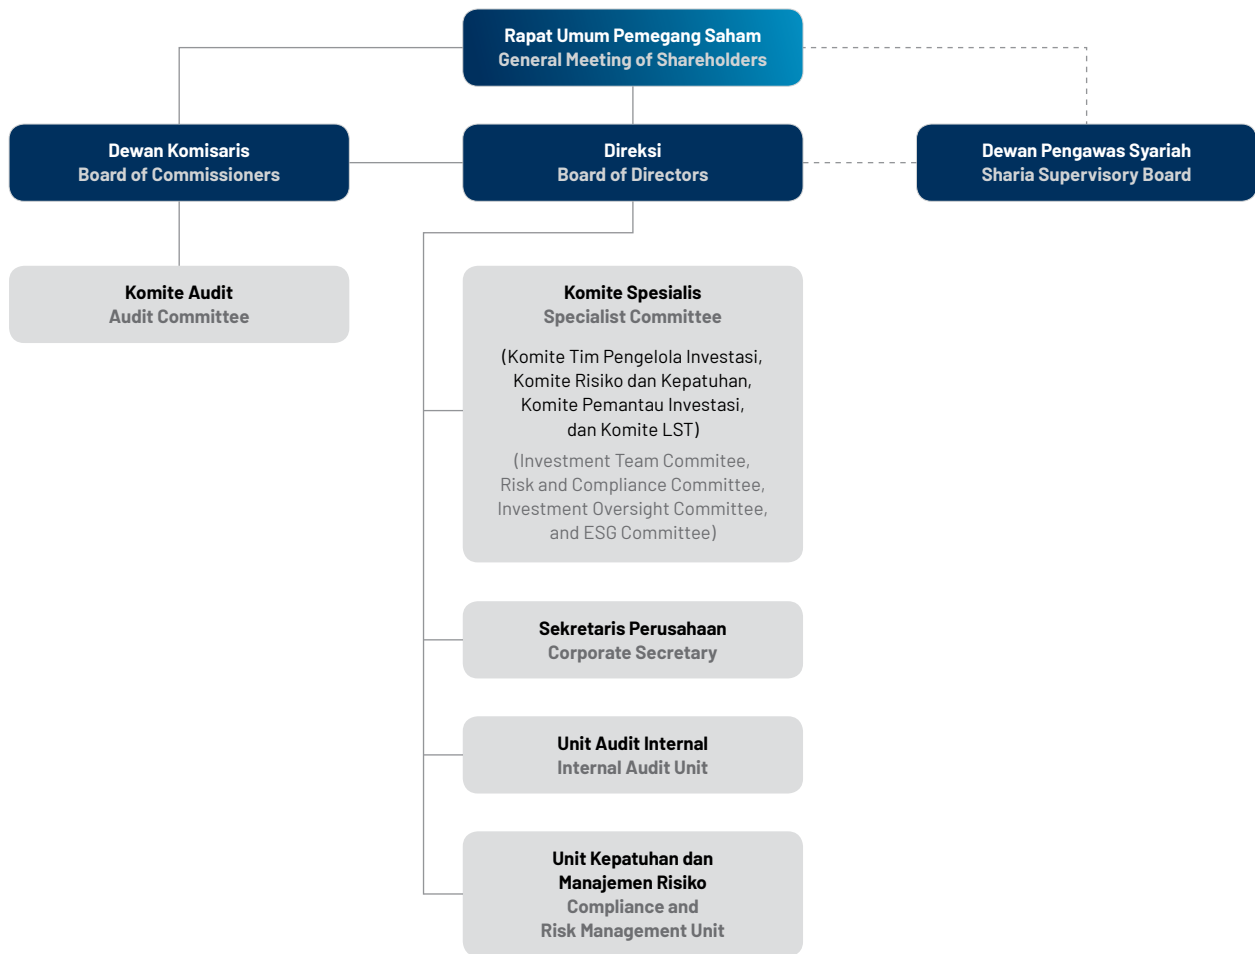 Rapat Umum Pemegang Saham
General Meeting of Shareholders
Dewan Komisaris
Board of Commissioners
Direksi
Board of Directors
Dewan Pengawas Syariah
Sharia Supervisory Board
Komite Audit
Audit Committee
Komite Spesialis
Specialist Committee
(Komite Tim Pengelola Investasi,
Komite Risiko dan Kepatuhan,
Komite Pemantau Investasi,
dan Komite LST)
(Investment Team Commitee,
Risk and Compliance Committee,
Investment Oversight Committee,
and ESG Committee)
Sekretaris Perusahaan
Corporate Secretary
Unit Audit Internal
Internal Audit Unit
Unit Kepatuhan dan
Manajemen Risiko
Compliance and
Risk Management Unit